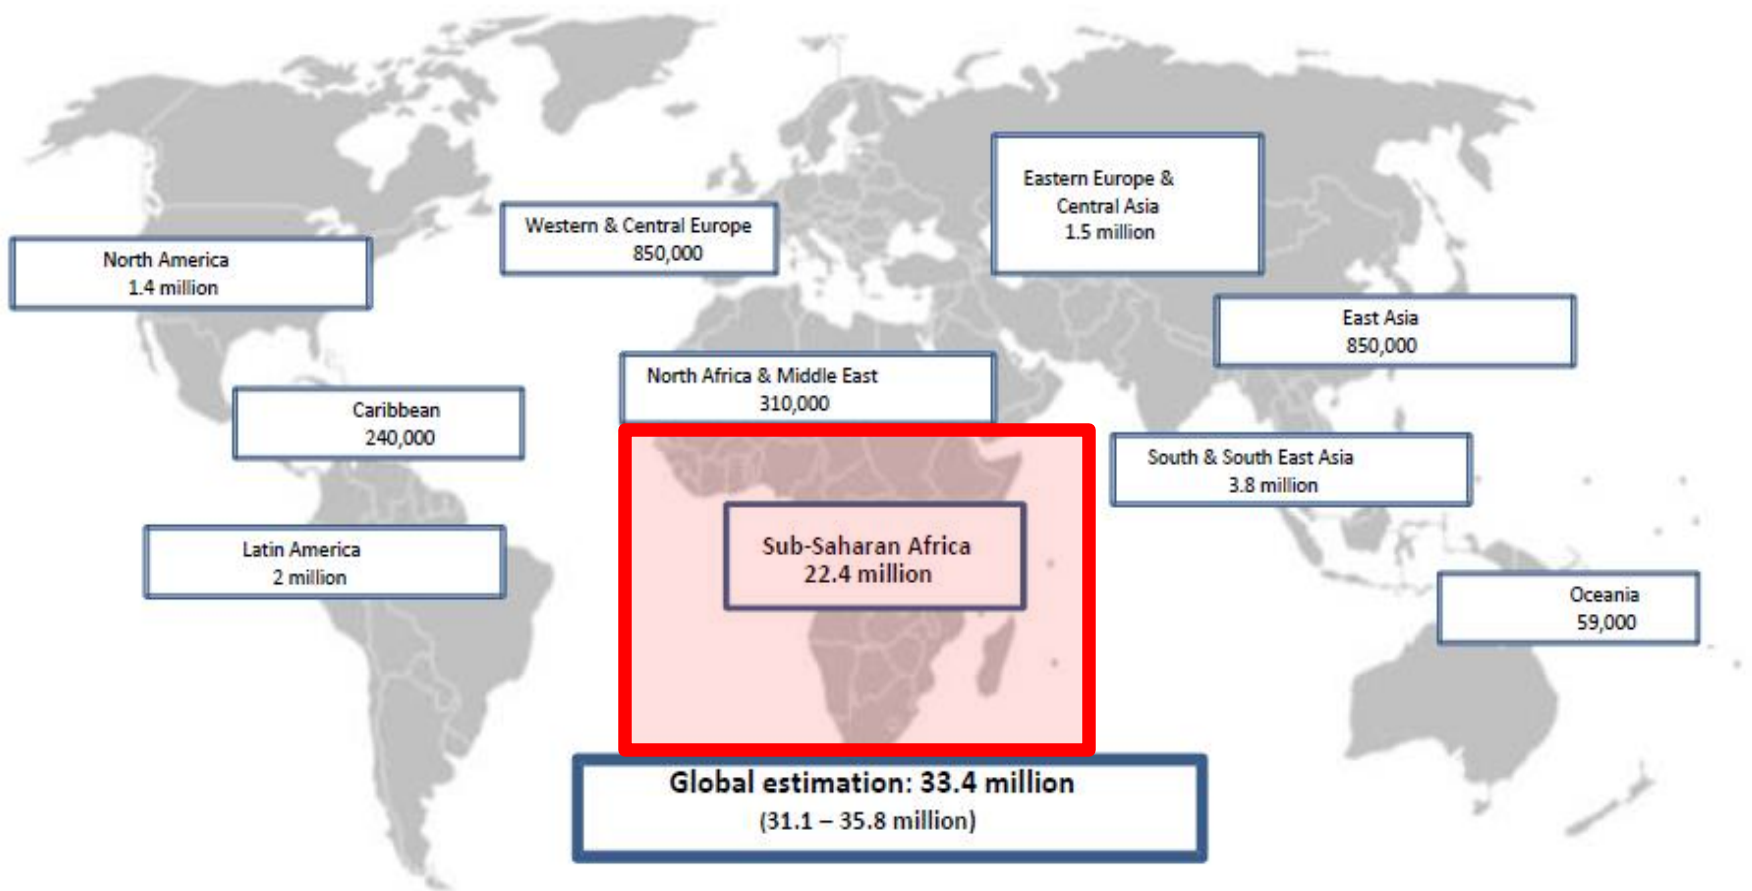 Eastern Europe &
Central Asia
1.5 million
Western & Central Europe
850,000
North America
1.4 million
East Asia
850,000
North Africa & Middle East
310,000
Caribbean
240,000
South & South East Asia
3.8 million
Sub-Saharan Africa
22.4 million
Latin America
2 million
Oceania
59,000
Global estimation: 33.4 million
(31.1 – 35.8 million)